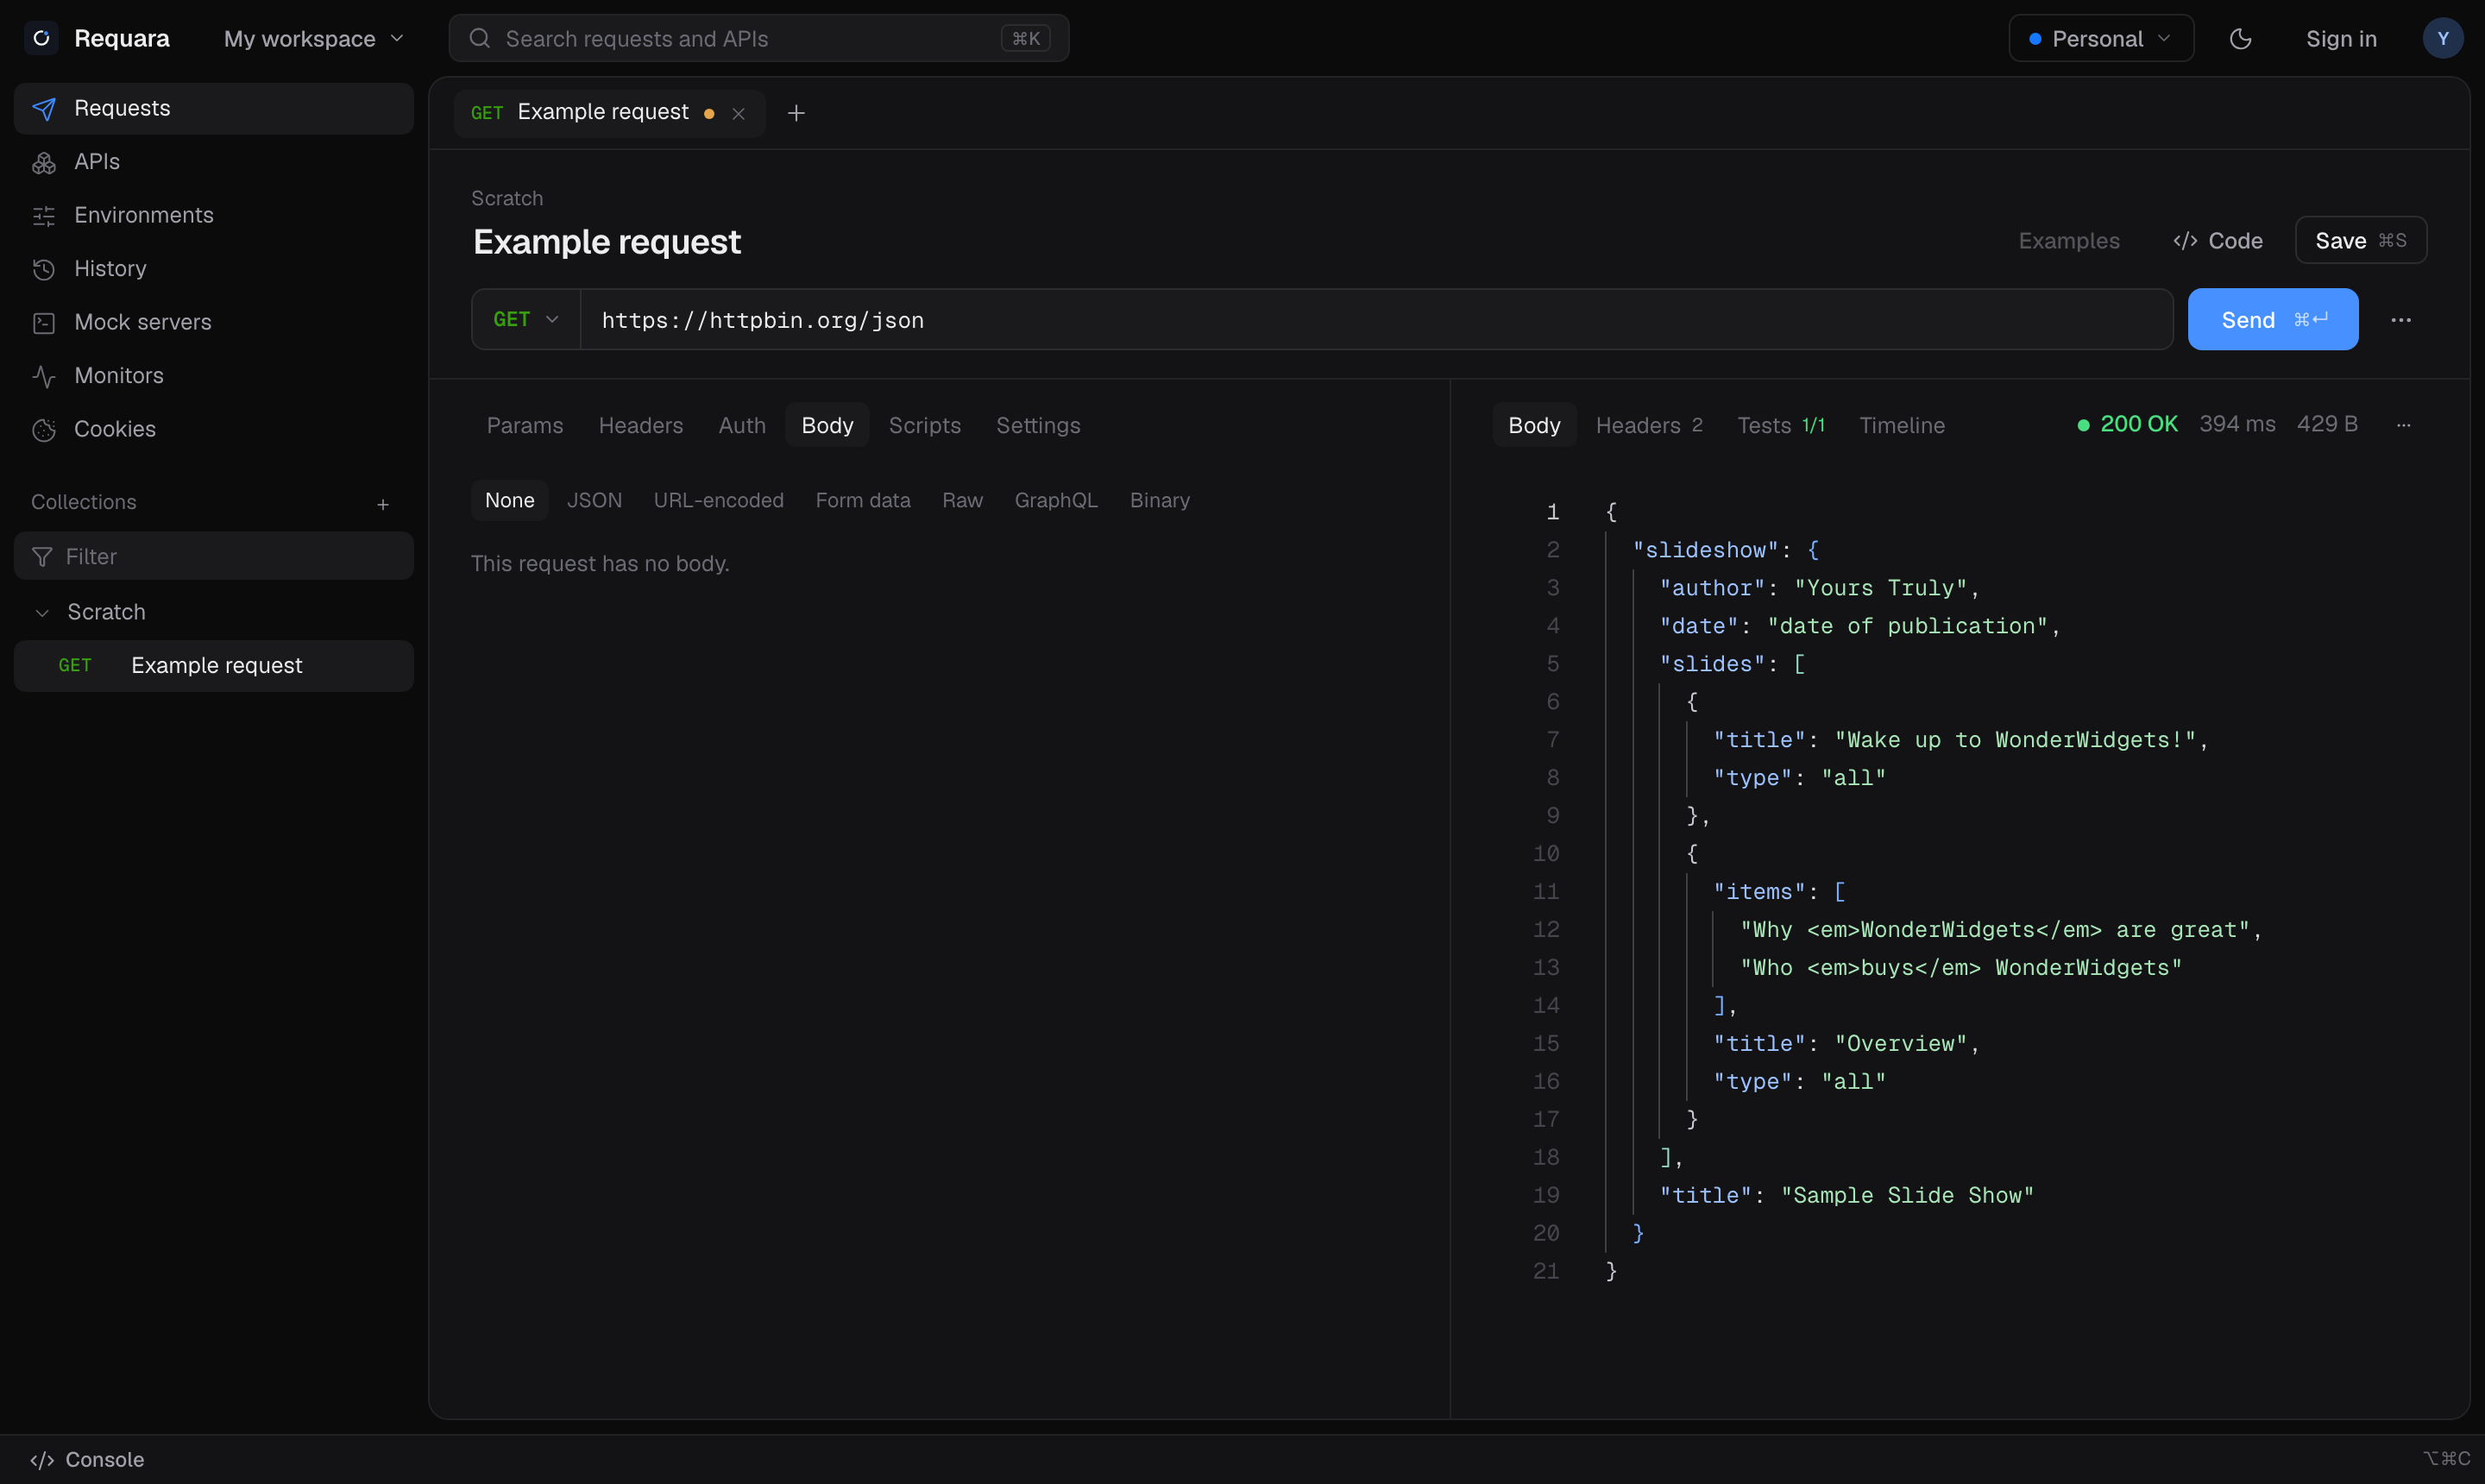 Requara My workspace Search requests and APIs ⌘K Personal Sign in Y
Requests
APIs
Environments
History
Mock servers
Monitors
Cookies
Collections +
Filter
Scratch
GET Example request
GET Example request
Scratch
Example request
Examples </> Code Save ⌘S
GET https://httpbin.org/json Send ⌘↵ ...
Params Headers Auth Body Scripts Settings
None JSON URL-encoded Form data Raw GraphQL Binary
This request has no body.
Body Headers 2 Tests 1/1 Timeline 200 OK 394 ms 429 B ...
1 {
2 "slideshow": {
3 "author": "Yours Truly",
4 "date": "date of publication",
5 "slides": [
6 {
7 "title": "Wake up to WonderWidgets!",
8 "type": "all"
9 },
10 {
11 "items": [
12 "Why <em>WonderWidgets</em> are great",
13 "Who <em>buys</em> WonderWidgets"
14 ],
15 "title": "Overview",
16 "type": "all"
17 }
18 ],
19 "title": "Sample Slide Show"
20 }
21 }
</> Console ⌥⌘C